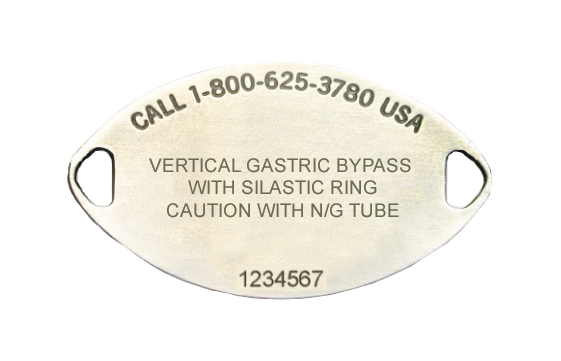 CALL 1-800-625-3780 USA
VERTICAL GASTRIC BYPASS
WITH SILASTIC RING
CAUTION WITH N/G TUBE
1234567